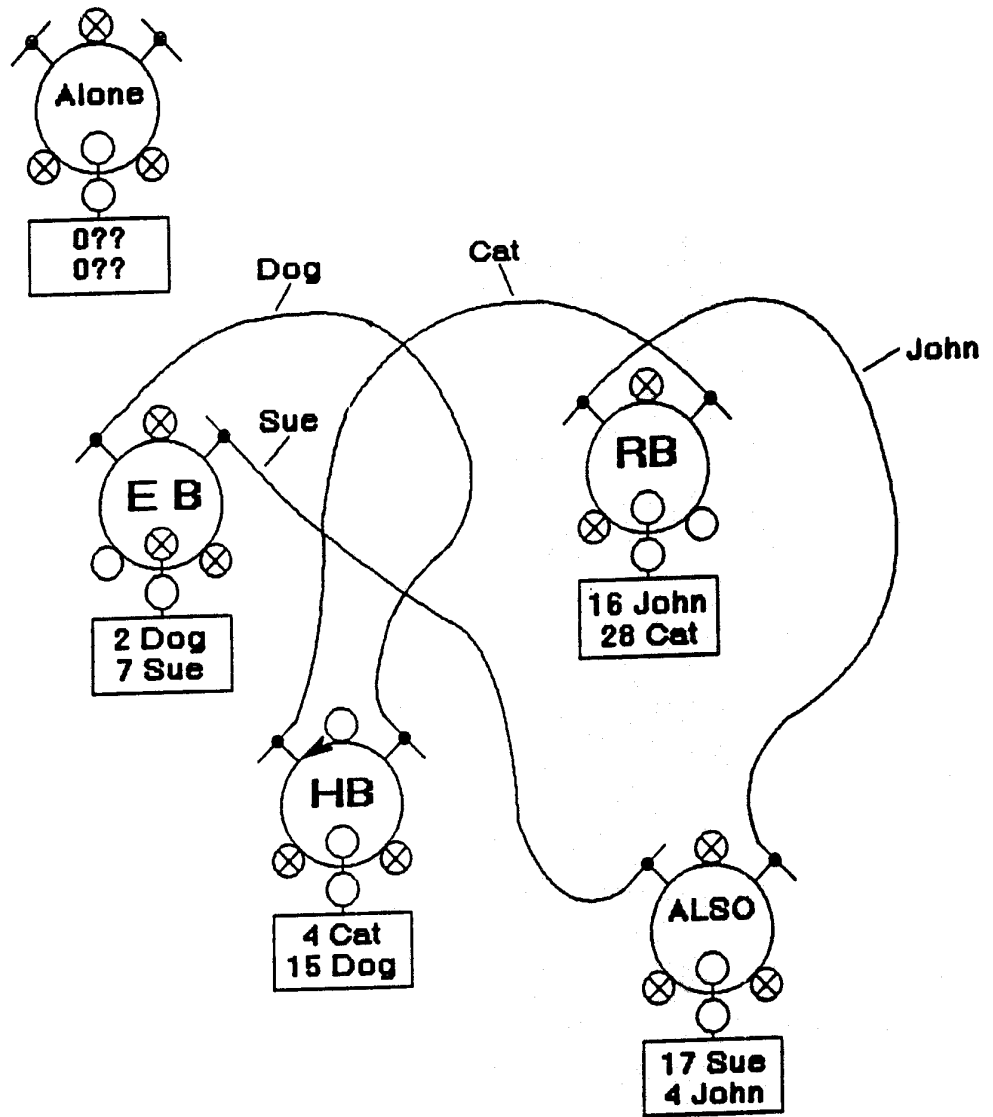 Alone
0??
0??
Dog
Cat
John
Sue
E B
RB
2 Dog
7 Sue
16 John
28 Cat
HB
4 Cat
15 Dog
ALSO
17 Sue
4 John